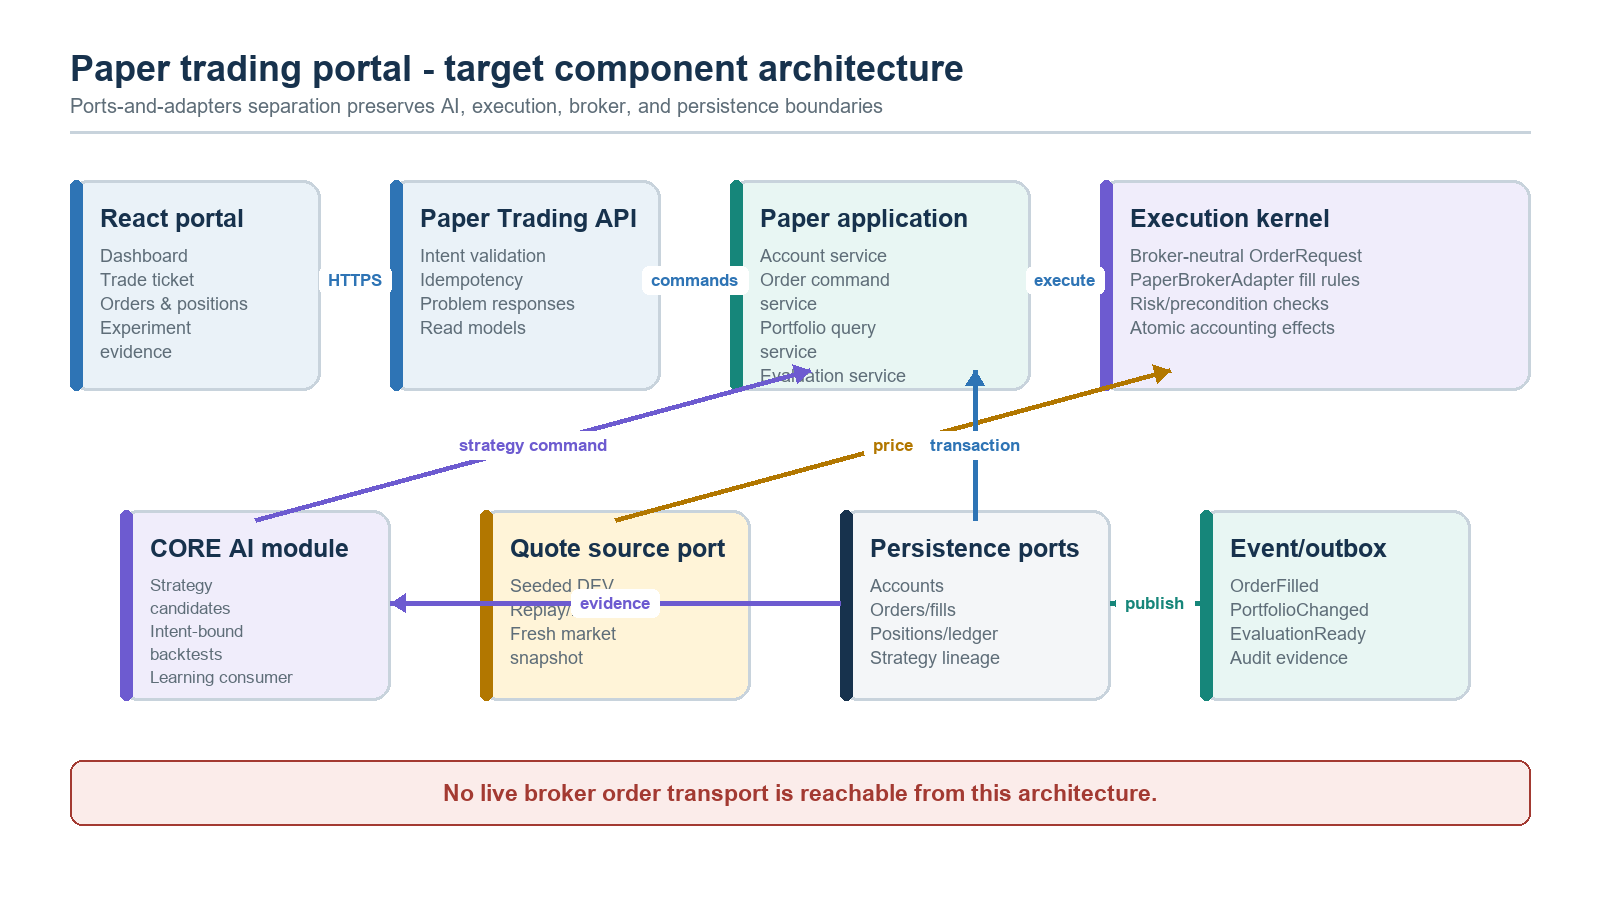 Paper trading portal - target component architecture
Ports-and-adapters separation preserves AI, execution, broker, and persistence boundaries
React portal
Dashboard
Trade ticket
Orders & positions
Experiment
evidence
HTTPS
Paper Trading API
Intent validation
Idempotency
Problem responses
Read models
commands
Paper application
Account service
Order command
service
Portfolio query
service
Evaluation service
execute
Execution kernel
Broker-neutral OrderRequest
PaperBrokerAdapter fill rules
Risk/precondition checks
Atomic accounting effects
strategy command
price
transaction
CORE AI module
Strategy
candidates
Intent-bound
backtests
Learning consumer
Quote source port
Seeded DEV
Replay/
Fresh market
snapshot
evidence
Persistence ports
Accounts
Orders/fills
Positions/ledger
Strategy lineage
publish
Event/outbox
OrderFilled
PortfolioChanged
EvaluationReady
Audit evidence
No live broker order transport is reachable from this architecture.